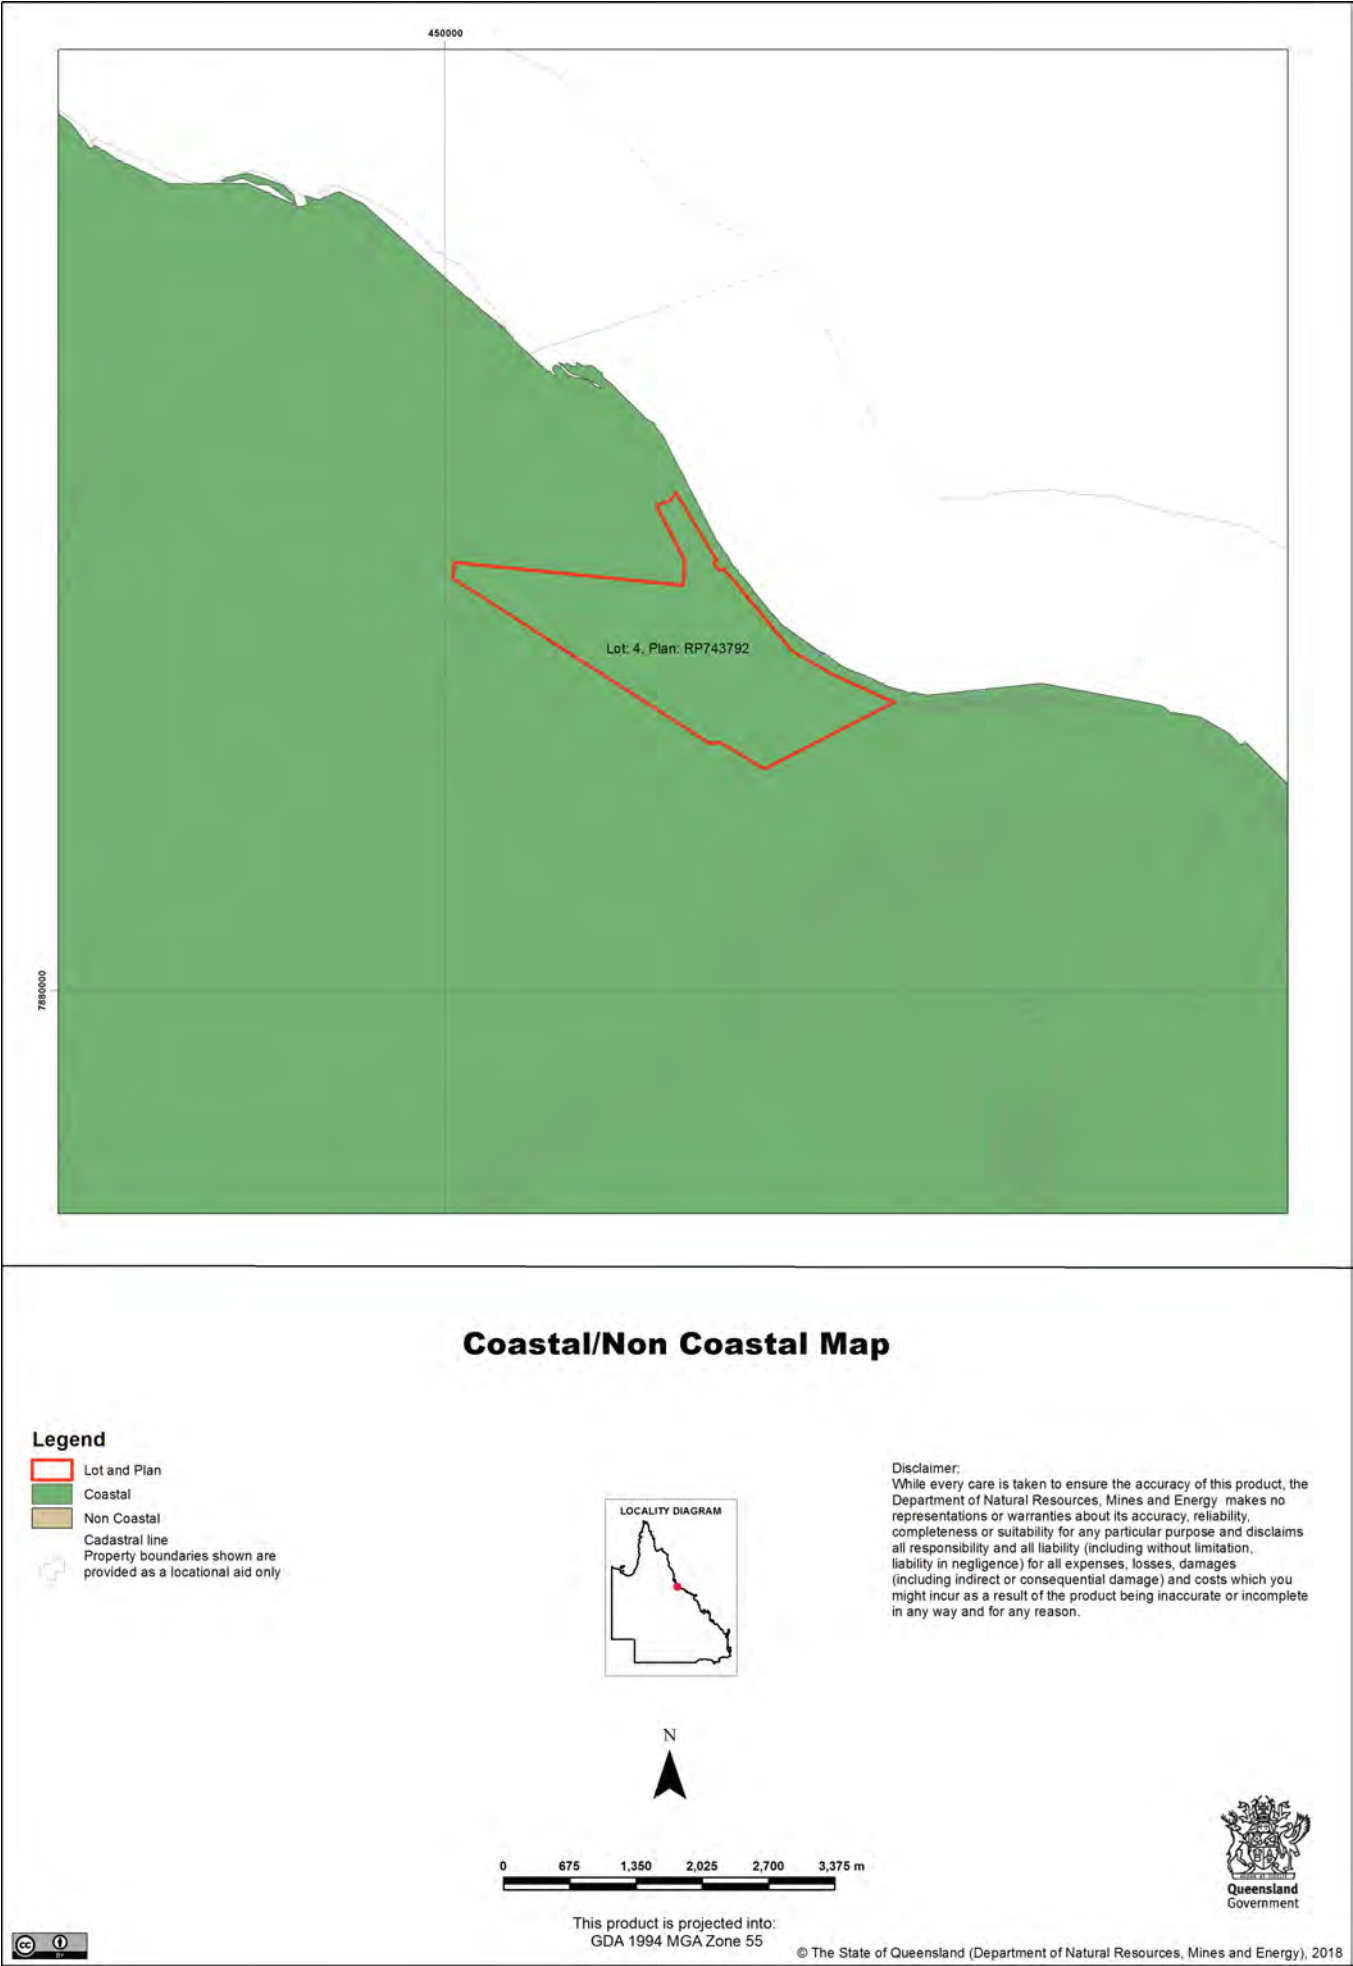 450000
Lot: 4, Plan: RP743792
7880000
Coastal/Non Coastal Map
Legend
Lot and Plan
Coastal
Non Coastal
Cadastral line
Property boundaries shown are
provided as a locational aid only
LOCALITY DIAGRAM
Disclaimer:
While every care is taken to ensure the accuracy of this product, the
Department of Natural Resources, Mines and Energy makes no
representations or warranties about its accuracy, reliability,
completeness or suitability for any particular purpose and disclaims
all responsibility and all liability (including without limitation,
liability in negligence) for all expenses, losses, damages
(including indirect or consequential damage) and costs which you
might incur as a result of the product being inaccurate or incomplete
in any way and for any reason.
N
0 675 1,350 2,025 2,700 3,375 m
Queensland
Government
This product is projected into:
GDA 1994 MGA Zone 55
cc
BY
© The State of Queensland (Department of Natural Resources, Mines and Energy), 2018